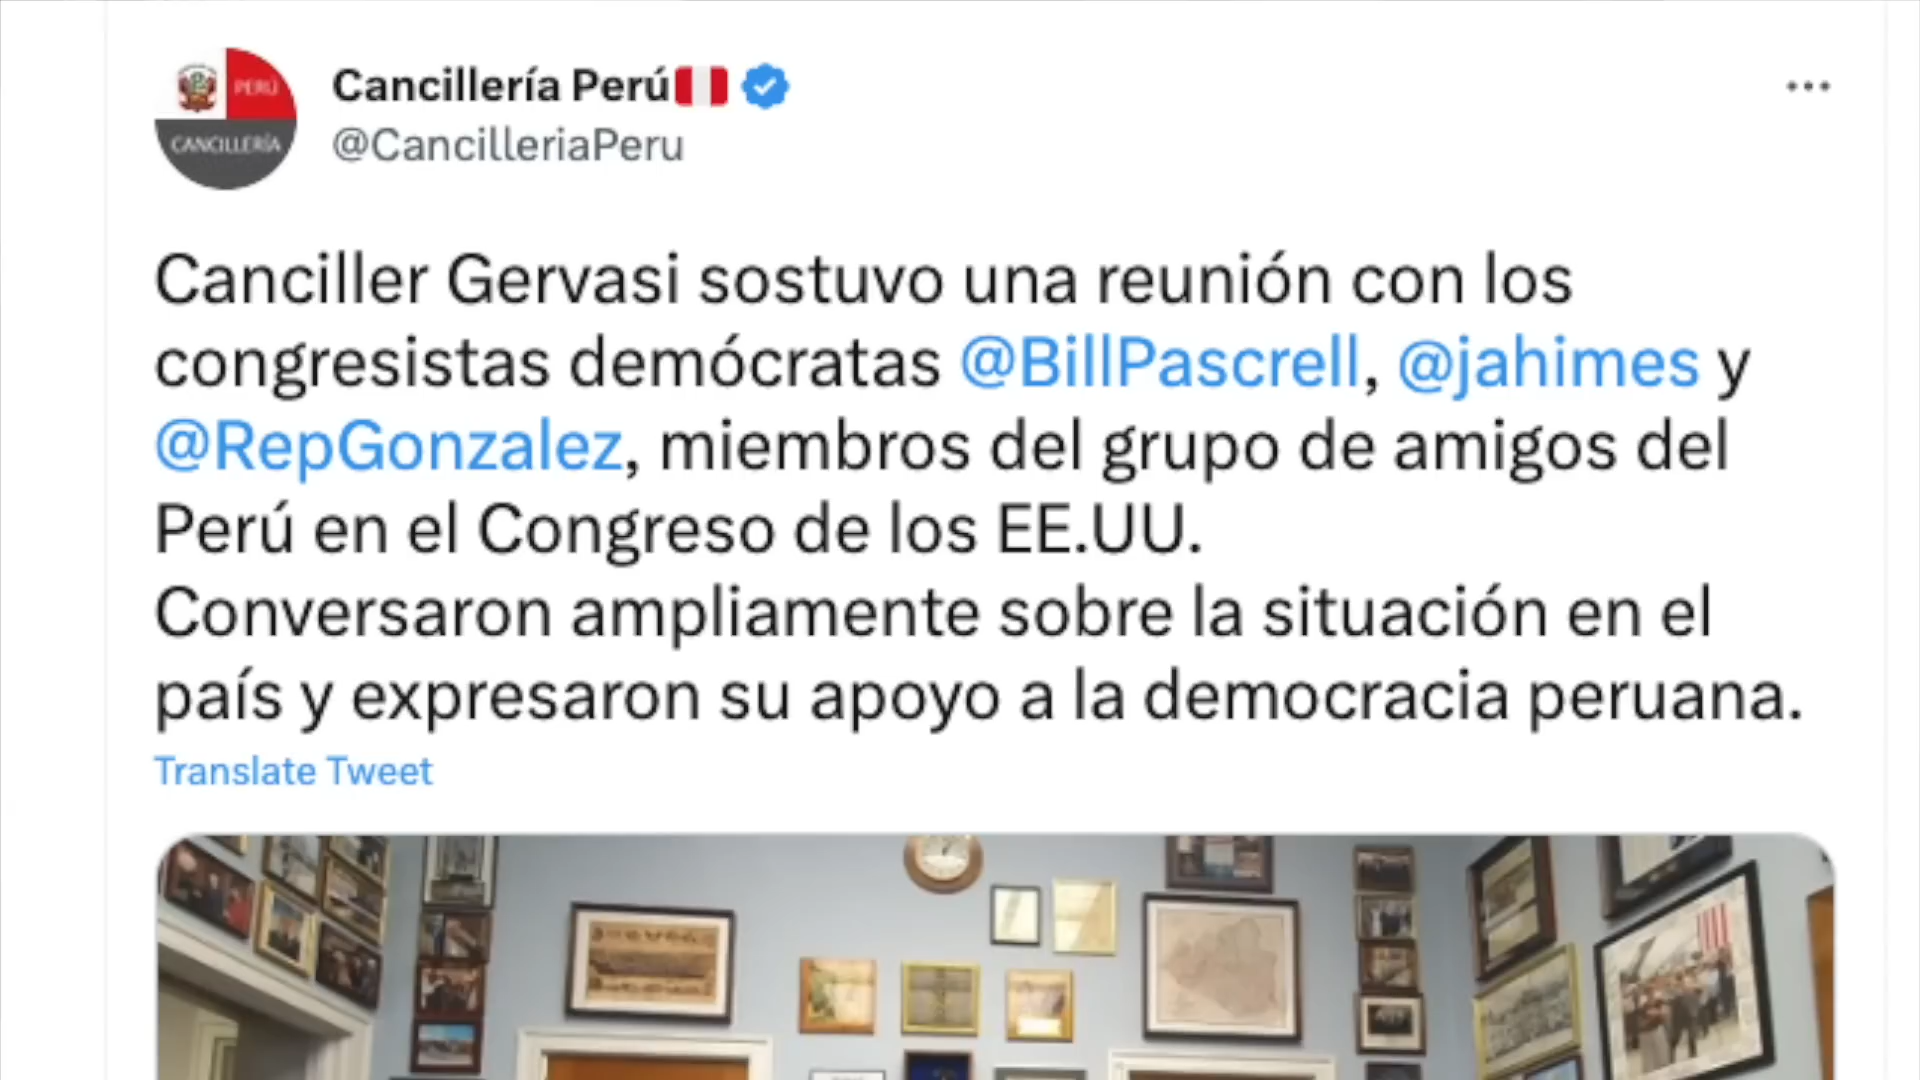 PERÚ
CANCILLERÍA
Cancillería Perú
@CancilleriaPeru
Canciller Gervasi sostuvo una reunión con los
congresistas demócratas @BillPascrell, @jahimes y
@RepGonzalez, miembros del grupo de amigos del
Perú en el Congreso de los EE.UU.
Conversaron ampliamente sobre la situación en el
país y expresaron su apoyo a la democracia peruana.
Translate Tweet